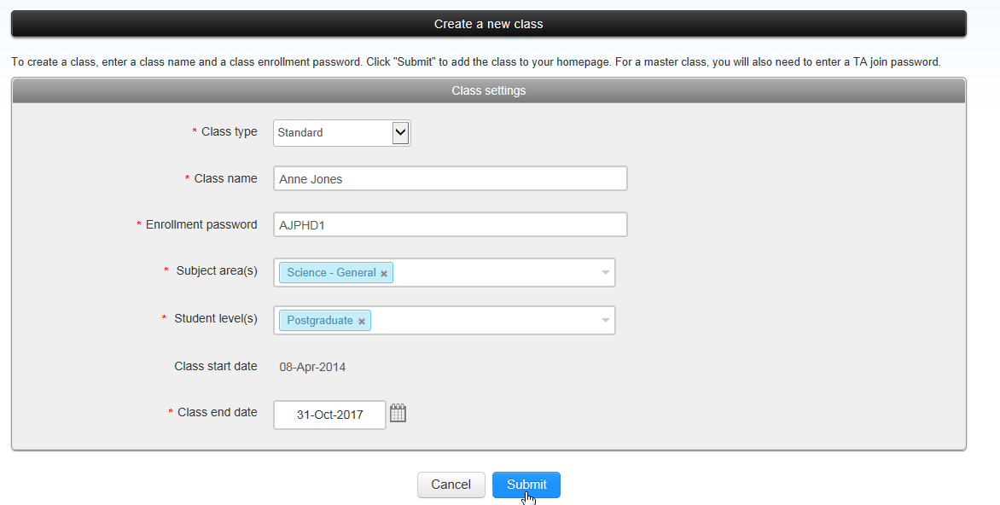 Create a new class
To create a class, enter a class name and a class enrollment password. Click "Submit" to add the class to your homepage. For a master class, you will also need to enter a TA join password.
Class settings
* Class type Standard
* Class name Anne Jones
* Enrollment password AJPHD1
* Subject area(s) Science - General ×
* Student level(s) Postgraduate ×
Class start date 08-Apr-2014
* Class end date 31-Oct-2017
Cancel Submit